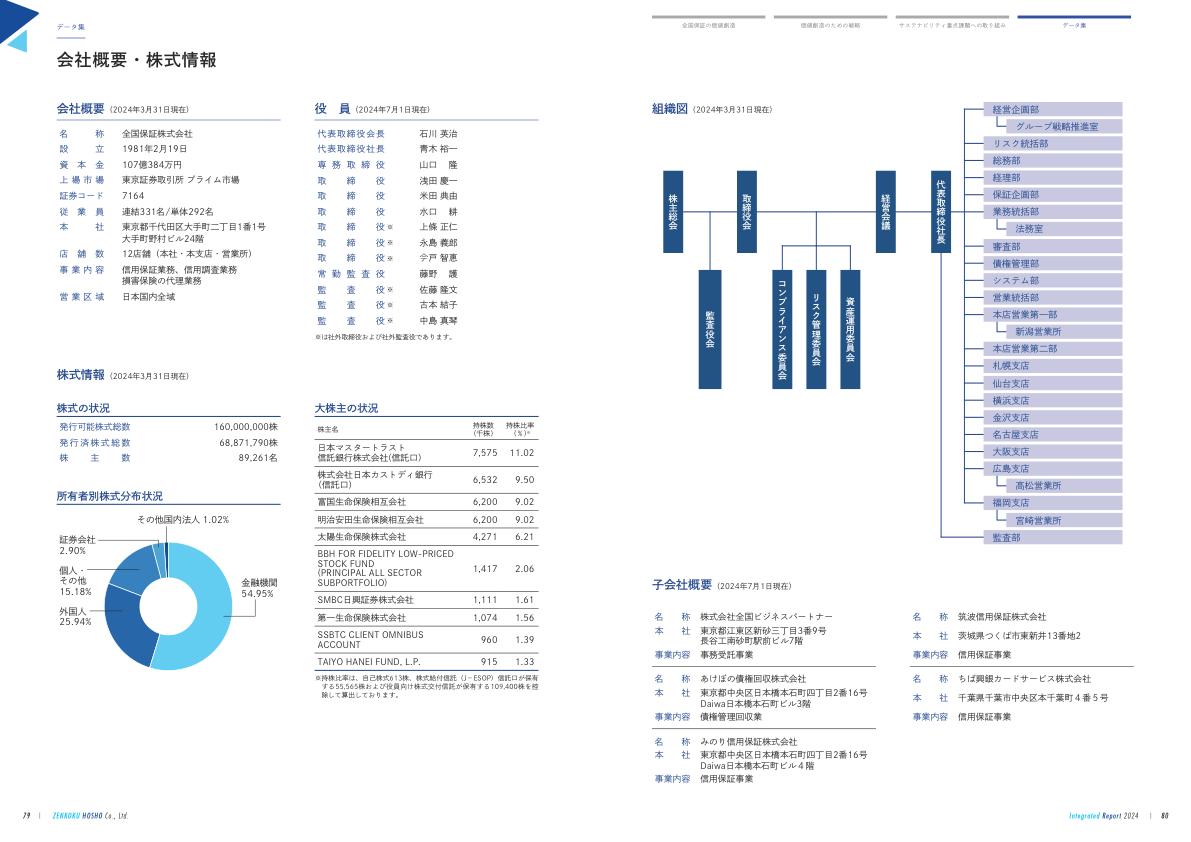 データ集
会社概要・株式情報
会社概要（2024年3月31日現在）
名称 全国保証株式会社
設立 1981年2月19日
資本金 107億384万円
上場市場 東京証券取引所 プライム市場
証券コード 7164
従業員 連結331名/単体292名
本社 東京都千代田区大手町二丁目1番1号
大手町野村ビル24階
店舗数 12店舗（本社・本支店・営業所）
事業内容 信用保証業務、信用調査業務
損害保険の代理業務
営業区域 日本国内全域
役員（2024年7月1日現在）
代表取締役会長 石川 英治
代表取締役社長 青木 裕一
専務取締役 山口 隆
取締役 浅田 慶一
取締役 米田 典由
取締役 水口 耕
取締役※ 上條 正仁
取締役※ 永島 義郎
取締役※ 今戸 智恵
常勤監査役 藤野 護
監査役※ 佐藤 隆文
監査役※ 古木 結子
監査役※ 中島 真琴
※は社外取締役および社外監査役であります。
株式情報（2024年3月31日現在）
株式の状況
発行可能株式総数 160,000,000株
発行済株式総数 68,871,790株
株主数 89,261名
所有者別株式分布状況
その他国内法人 1.02%
証券会社
2.90%
個人・
その他
15.18%
外国人
25.94%
金融機関
54.95%
大株主の状況
株主名 持株数（千株） 持株比率（%）※
日本マスタートラスト
信託銀行株式会社(信託口) 7,575 11.02
株式会社日本カストディ銀行
(信託口) 6,532 9.50
富国生命保険相互会社 6,200 9.02
明治安田生命保険相互会社 6,200 9.02
太陽生命保険株式会社 4,271 6.21
BBH FOR FIDELITY LOW-PRICED
STOCK FUND
(PRINCIPAL ALL SECTOR
SUBPORTFOLIO) 1,417 2.06
SMBC日興証券株式会社 1,111 1.61
第一生命保険株式会社 1,074 1.56
SSBTC CLIENT OMNIBUS
ACCOUNT 960 1.39
TAIYO HANEI FUND, L.P. 915 1.33
※持株比率は、自己株式613株、株式給付信託（J－ESOP）信託口が保有
する55,565株および役員向け株式交付信託が保有する109,400株を控
除して算出しております。
79 | ZENKOKU HOSHO Co., Ltd.
全国保証の価値創造
価値創造のための戦略
サステナビリティ重点課題への取り組み
データ集
組織図（2024年3月31日現在）
株主総会
監査役会
取締役会
コンプライアンス委員会
リスク管理委員会
資産運用委員会
経営会議
代表取締役社長
経営企画部
グループ戦略推進室
リスク統括部
総務部
経理部
保証企画部
業務統括部
法務室
審査部
債権管理部
システム部
営業統括部
本店営業第一部
新潟営業所
本店営業第二部
札幌支店
仙台支店
横浜支店
金沢支店
名古屋支店
大阪支店
広島支店
高松営業所
福岡支店
宮崎営業所
監査部
子会社概要（2024年7月1日現在）
名称 株式会社全国ビジネスパートナー
本社 東京都江東区新砂三丁目3番9号
長谷工南砂町駅前ビル7階
事業内容 事務受託事業
名称 あけぼの債権回収株式会社
本社 東京都中央区日本橋本石町四丁目2番16号
Daiwa日本橋本石町ビル3階
事業内容 債権管理回収業
名称 みのり信用保証株式会社
本社 東京都中央区日本橋本石町四丁目2番16号
Daiwa日本橋本石町ビル４階
事業内容 信用保証事業
名称 筑波信用保証株式会社
本社 茨城県つくば市東新井13番地2
事業内容 信用保証事業
名称 ちば興銀カードサービス株式会社
本社 千葉県千葉市中央区本千葉町４番５号
事業内容 信用保証事業
Integrated Report 2024 | 80